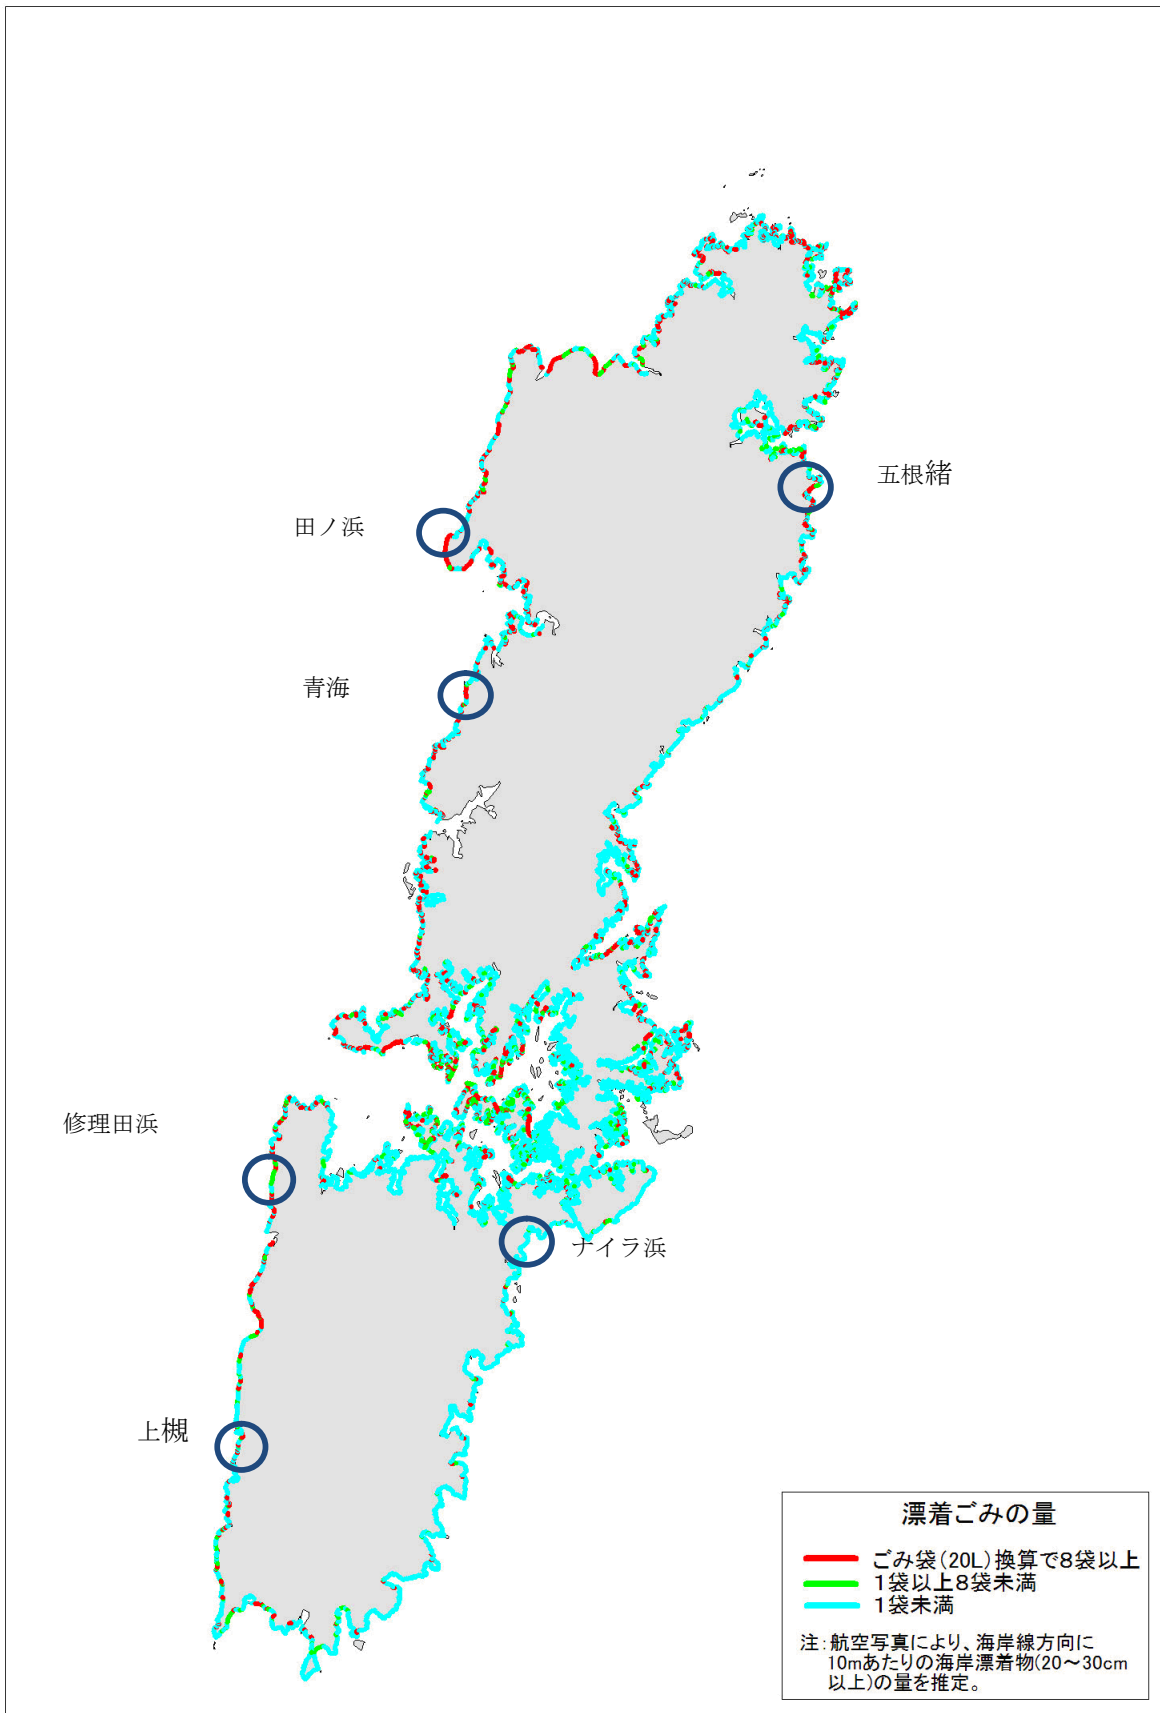 五根緒
田ノ浜
青海
修理田浜
ナイラ浜
上槻
漂着ごみの量
ごみ袋(20L)換算で8袋以上
1袋以上8袋未満
1袋未満
注:航空写真により、海岸線方向に
10mあたりの海岸漂着物(20～30cm
以上)の量を推定。